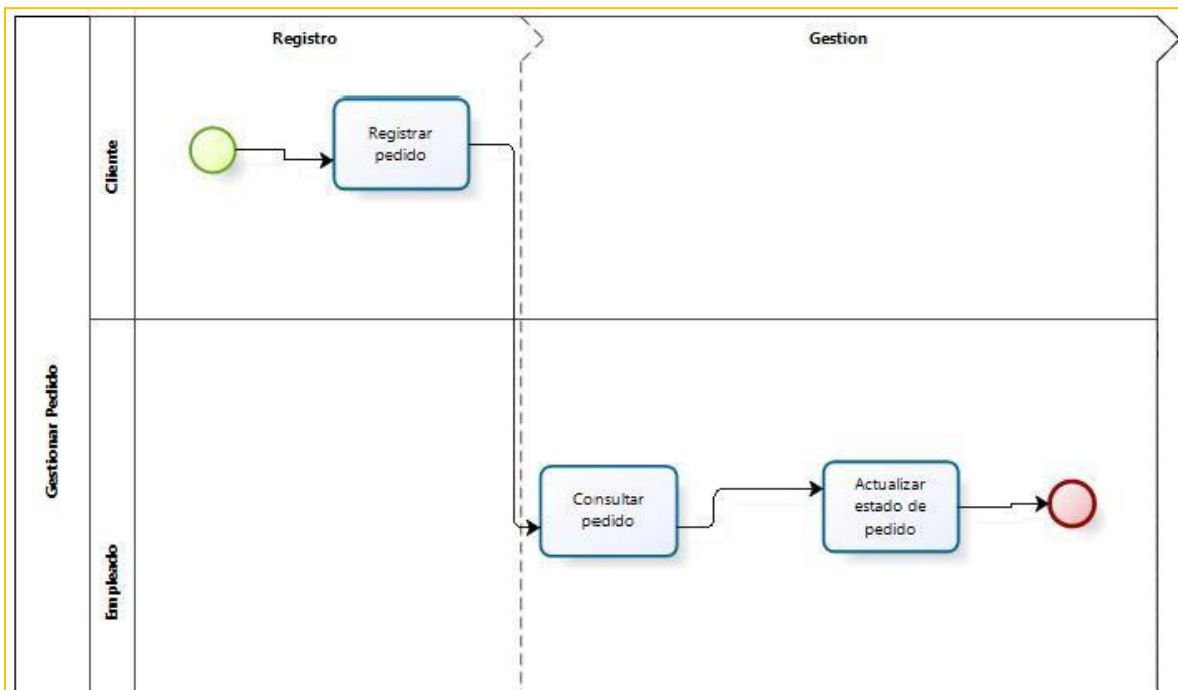 Registro
Gestion
Gestionar Pedido
Cliente
Registrar
pedido
Empleado
Consultar
pedido
Actualizar
estado de
pedido